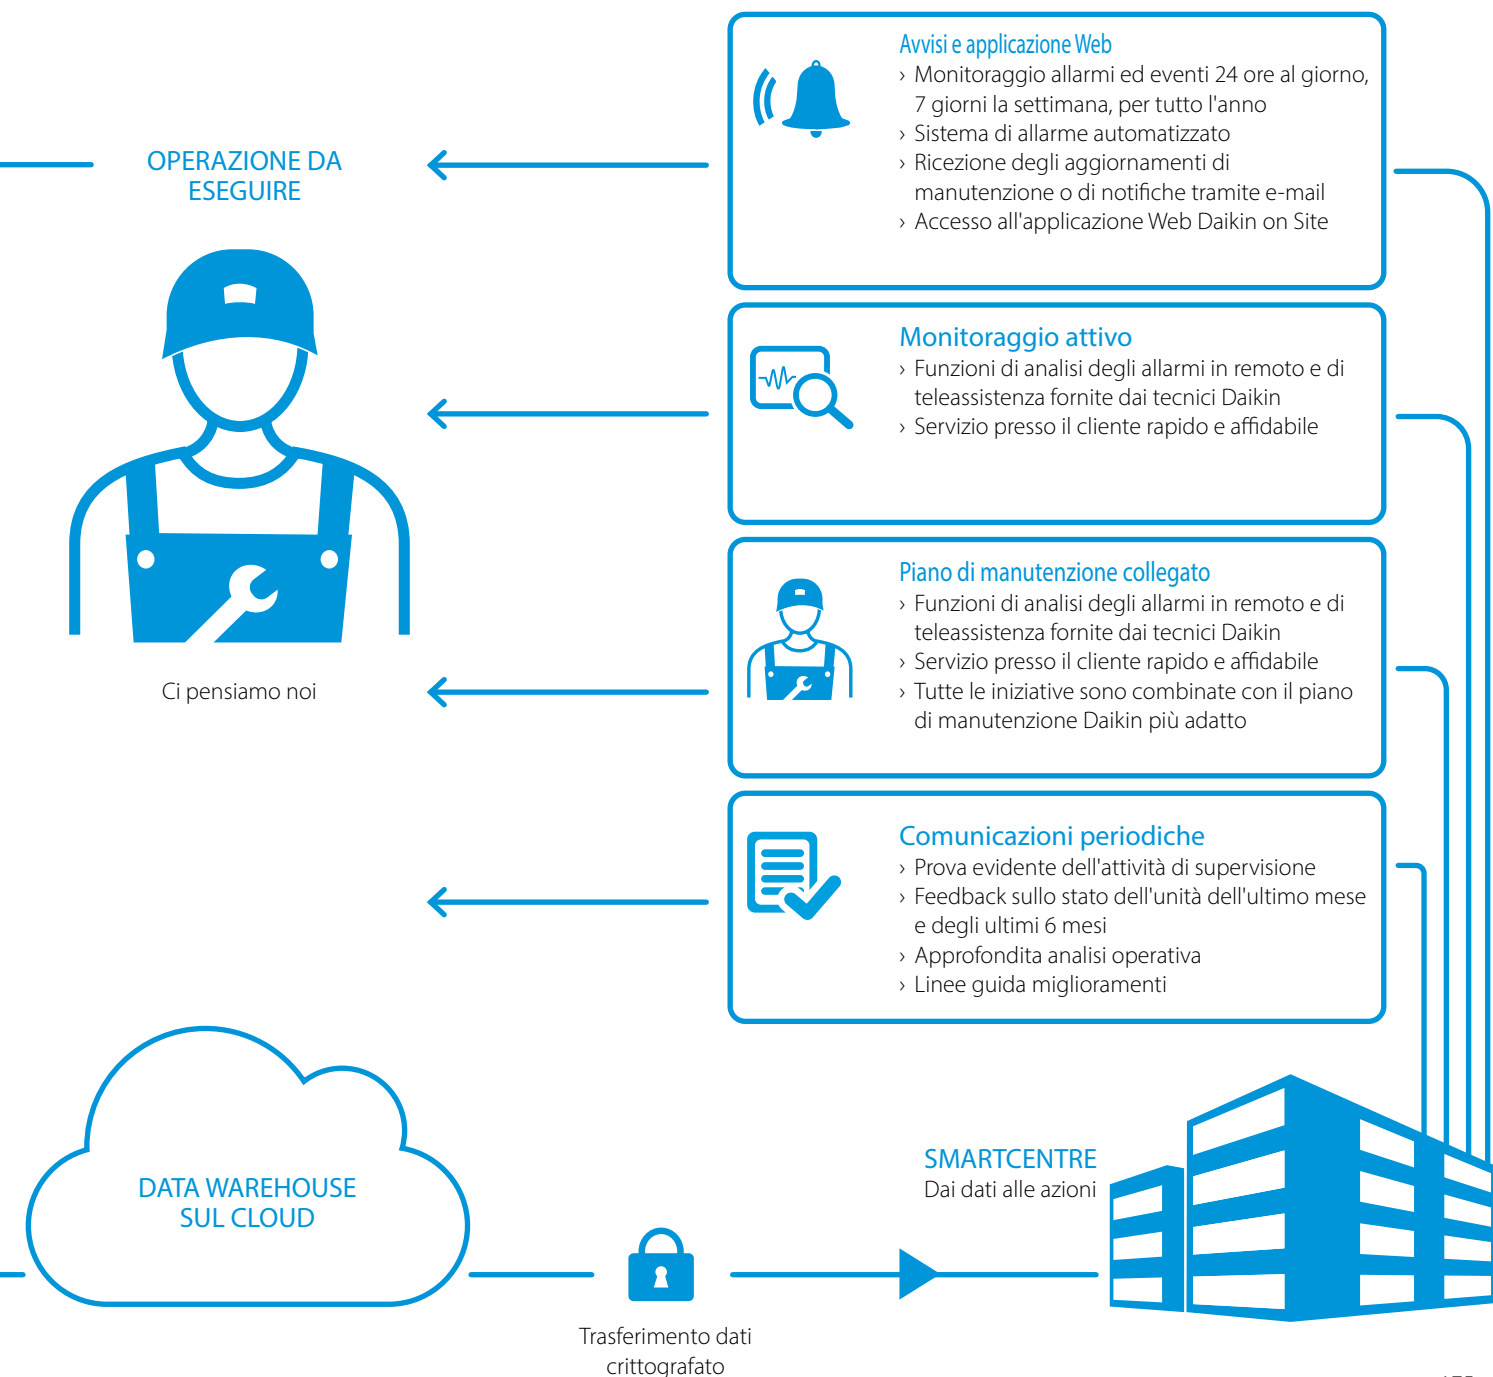 Avvisi e applicazione Web
› Monitoraggio allarmi ed eventi 24 ore al giorno,
7 giorni la settimana, per tutto l'anno
› Sistema di allarme automatizzato
› Ricezione degli aggiornamenti di
manutenzione o di notifiche tramite e-mail
› Accesso all'applicazione Web Daikin on Site
OPERAZIONE DA
ESEGUIRE
Monitoraggio attivo
› Funzioni di analisi degli allarmi in remoto e di
teleassistenza fornite dai tecnici Daikin
› Servizio presso il cliente rapido e affidabile
Piano di manutenzione collegato
› Funzioni di analisi degli allarmi in remoto e di
teleassistenza fornite dai tecnici Daikin
› Servizio presso il cliente rapido e affidabile
› Tutte le iniziative sono combinate con il piano
di manutenzione Daikin più adatto
Ci pensiamo noi
Comunicazioni periodiche
› Prova evidente dell'attività di supervisione
› Feedback sullo stato dell'unità dell'ultimo mese
e degli ultimi 6 mesi
› Approfondita analisi operativa
› Linee guida miglioramenti
DATA WAREHOUSE
SUL CLOUD
SMARTCENTRE
Dai dati alle azioni
Trasferimento dati
crittografato